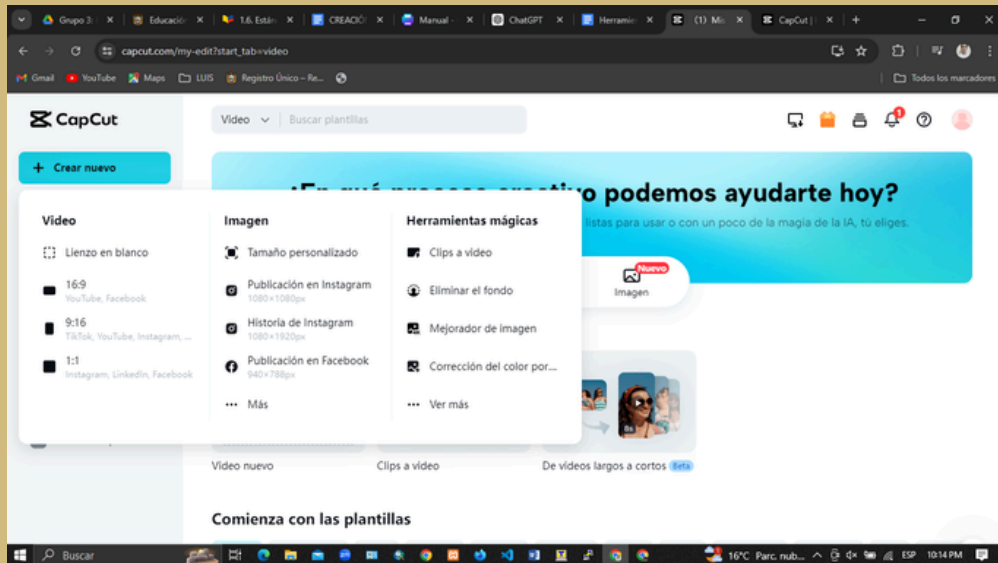 Grupo 3:
Educación
1.6. Están
CREACIÓ
Manual -
ChatGPT
Herramie
(1) Mi
CapCut |
capcut.com/my-edit?start_tab=video
Gmail
YouTube
Maps
LUIS
Registro Único – Re...
Todos los marcadores
CapCut
Video
Buscar plantillas
1
+ Crear nuevo
podemos ayudarte hoy?
listas para usar o con un poco de la magia de la IA, tú eliges.
Video
Lienzo en blanco
16:9
YouTube, Facebook
9:16
TikTok, YouTube, Instagram, ...
1:1
Instagram, LinkedIn, Facebook
Imagen
Tamaño personalizado
Publicación en Instagram
1080×1080px
Historia de Instagram
1080×1920px
Publicación en Facebook
940×788px
Más
Herramientas mágicas
Clips a video
Eliminar el fondo
Mejorador de imagen
Corrección del color por...
Ver más
Nuevo
Imagen
8s
Video nuevo
Clips a video
De videos largos a cortos Beta
Comienza con las plantillas
Buscar
16°C Parc. nub...
ESP
10:14 PM